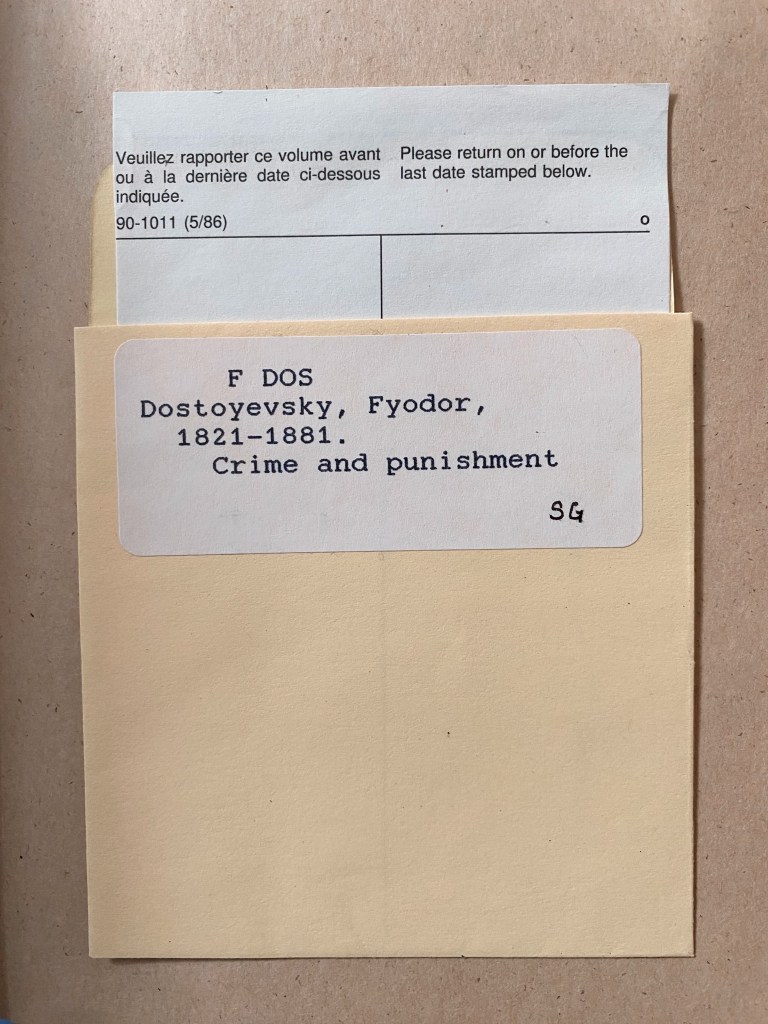 Veuillez rapporter ce volume avant
ou à la dernière date ci-dessous
indiquée.
Please return on or before the
last date stamped below.
90-1011 (5/86)
o
F DOS
Dostoyevsky, Fyodor,
1821-1881.
Crime and punishment
SG